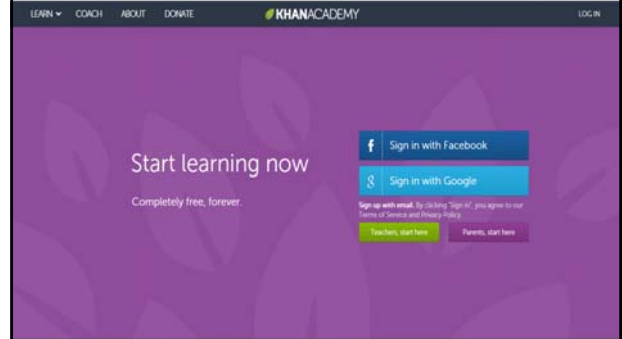 LEARN COACH ABOUT DONATE KHANACADEMY LOG IN
Start learning now
Completely free, forever.
f Sign in with Facebook
8 Sign in with Google
Sign up with email. By clicking "Sign in", you agree to our
Terms of Service and Privacy Policy.
Teachers, start here Parents, start here